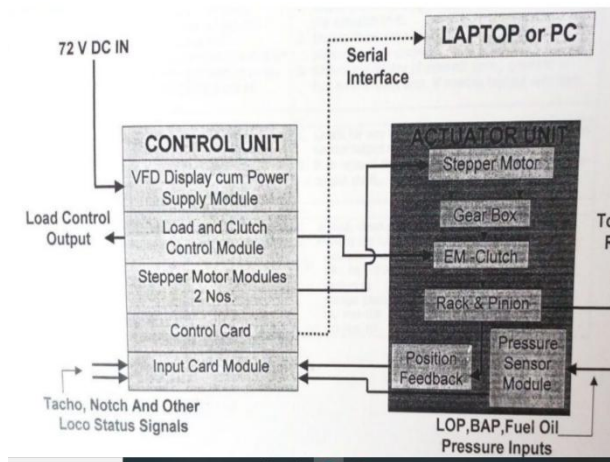 LAPTOP or PC
72 V DC IN
Serial
Interface
CONTROL UNIT
ACTUATOR UNIT
VFD Display cum Power
Supply Module
Stepper Motor
Load Control
Output
Load and Clutch
Control Module
Gear Box
EM -Clutch
Stepper Motor Modules
2 Nos.
Rack & Pinion
Control Card
Input Card Module
Position
Feedback
Pressure
Sensor
Module
Tacho, Notch And Other
Loco Status Signals
LOP,BAP,Fuel Oil
Pressure Inputs